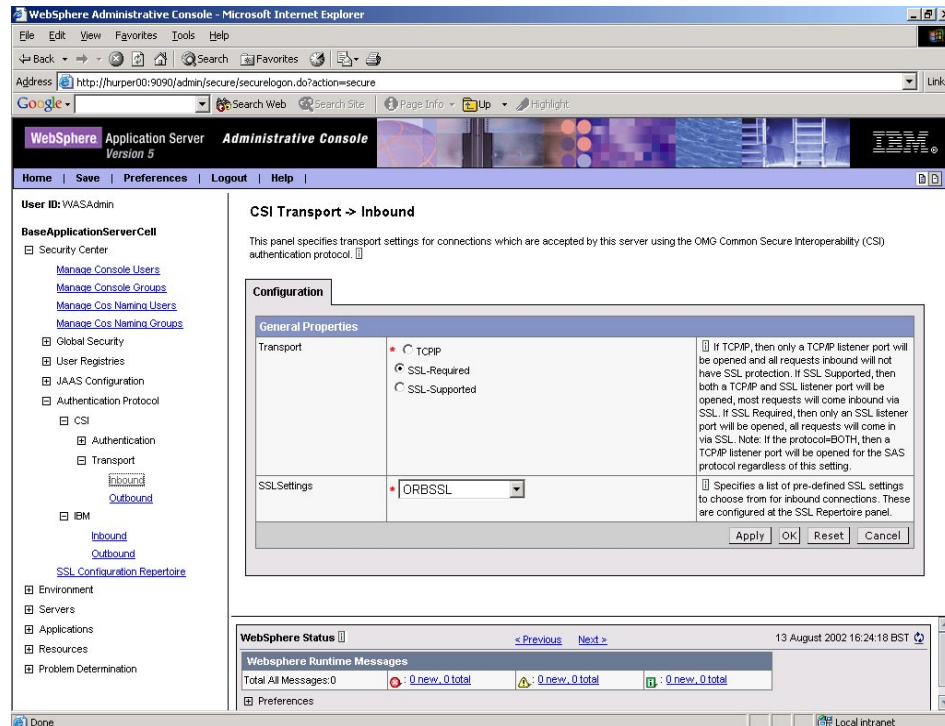 WebSphere Administrative Console - Microsoft Internet Explorer
File Edit View Favorites Tools Help
Back Search Favorites
Address http://hurper00:9090/admin/secure/securelogon.do?action=secure Link
Google Search Web Search Site Page Info Up Highlight
WebSphere Application Server Administrative Console
Version 5
IBM
Home | Save | Preferences | Logout | Help |
User ID: WASAdmin
BaseApplicationServerCell
Security Center
Manage Console Users
Manage Console Groups
Manage Cos Naming Users
Manage Cos Naming Groups
Global Security
User Registries
JAAS Configuration
Authentication Protocol
CSI
Authentication
Transport
Inbound
Outbound
IBM
Inbound
Outbound
SSL Configuration Repertoire
Environment
Servers
Applications
Resources
Problem Determination
CSI Transport -> Inbound
This panel specifies transport settings for connections which are accepted by this server using the OMG Common Secure Interoperability (CSI)
authentication protocol. i
Configuration
General Properties
Transport
* TCPIP
SSL-Required
SSL-Supported
i If TCP/IP, then only a TCP/IP listener port will
be opened and all requests inbound will not
have SSL protection. If SSL Supported, then
both a TCP/IP and SSL listener port will be
opened, most requests will come inbound via
SSL. If SSL Required, then only an SSL listener
port will be opened, all requests will come in
via SSL. Note: If the protocol=BOTH, then a
TCP/IP listener port will be opened for the SAS
protocol regardless of this setting.
SSLSettings
* ORBSSL
i Specifies a list of pre-defined SSL settings
to choose from for inbound connections. These
are configured at the SSL Repertoire panel.
Apply OK Reset Cancel
WebSphere Status i < Previous Next > 13 August 2002 16:24:18 BST
Websphere Runtime Messages
Total All Messages:0 : 0 new, 0 total : 0 new, 0 total : 0 new, 0 total
Preferences
Done Local intranet